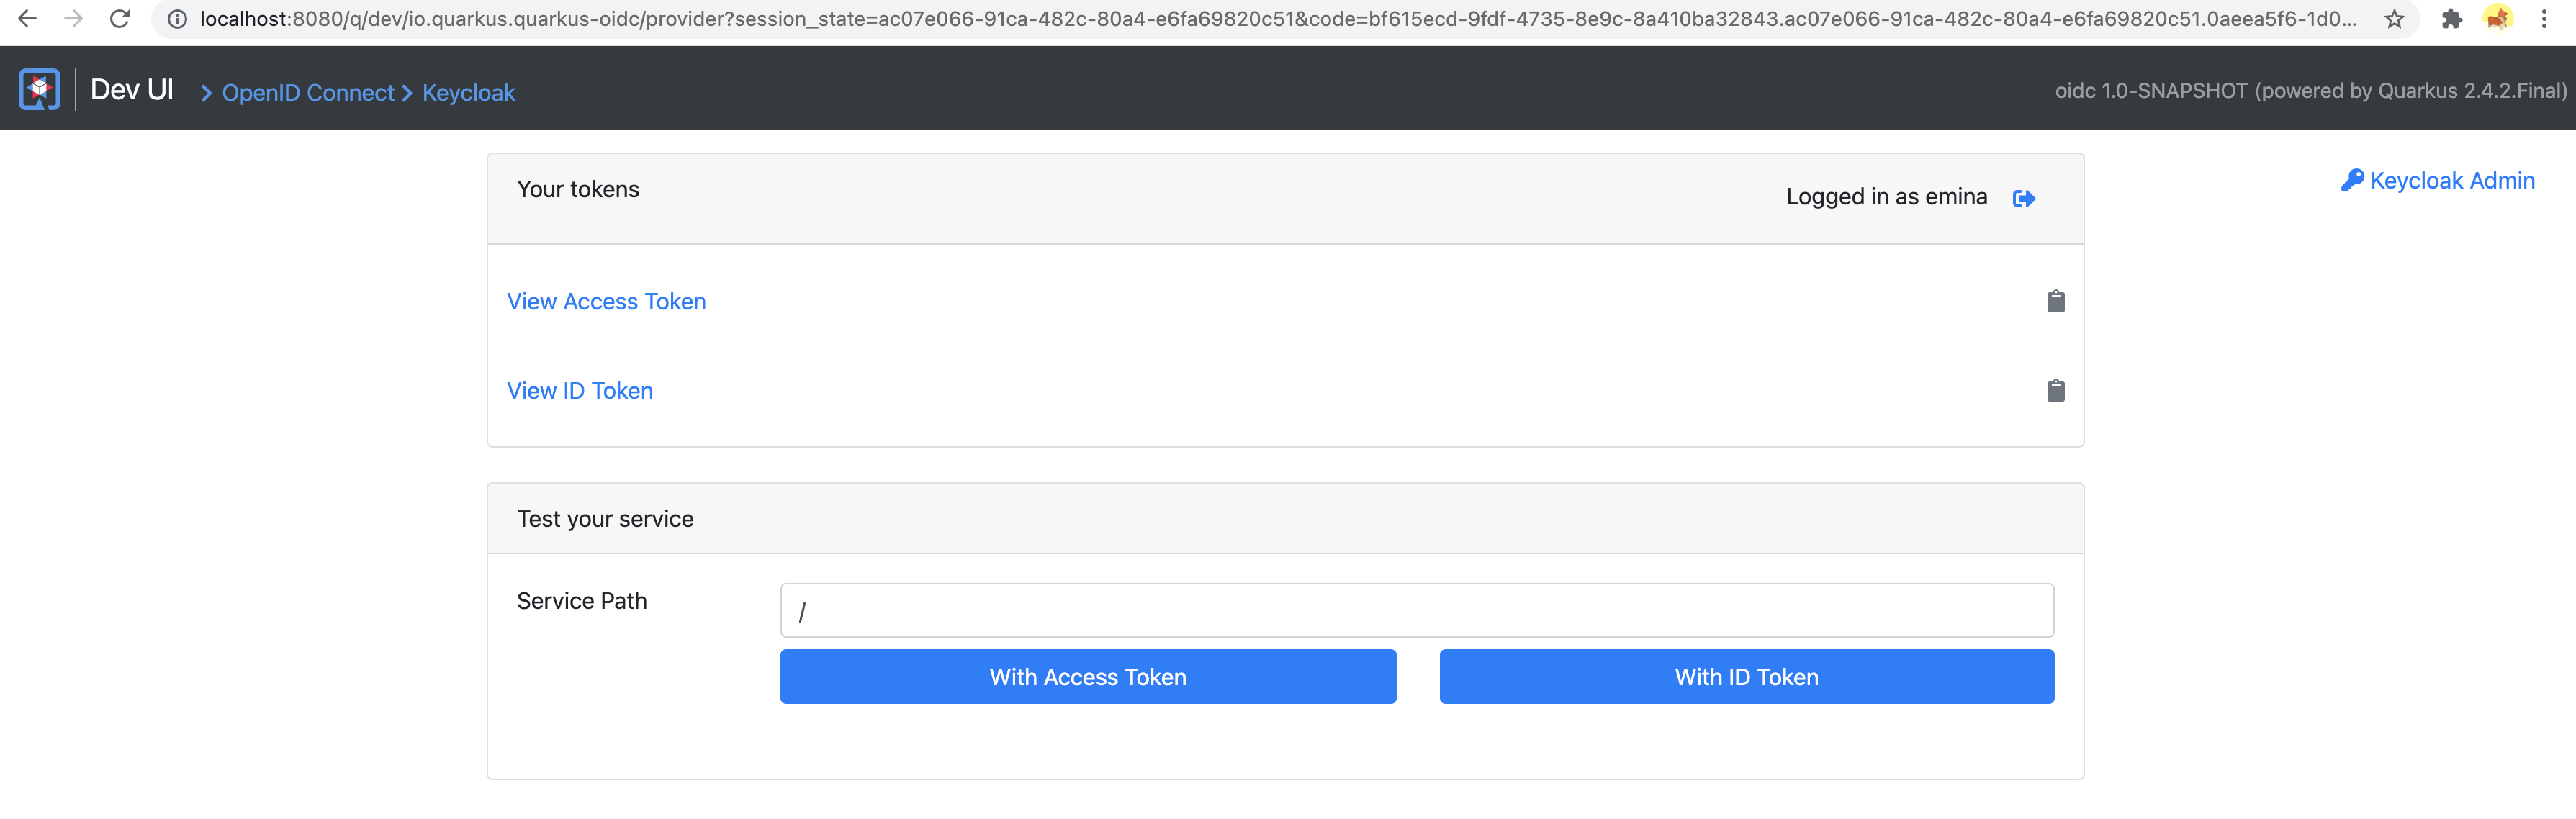 localhost:8080/q/dev/io.quarkus.quarkus-oidc/provider?session_state=ac07e066-91ca-482c-80a4-e6fa69820c51&code=bf615ecd-9fdf-4735-8e9c-8a410ba32843.ac07e066-91ca-482c-80a4-e6fa69820c51.0aeea5f6-1d0...
Dev UI > OpenID Connect > Keycloak
oidc 1.0-SNAPSHOT (powered by Quarkus 2.4.2.Final)
Your tokens
Logged in as emina
Keycloak Admin
View Access Token
View ID Token
Test your service
Service Path
/
With Access Token
With ID Token